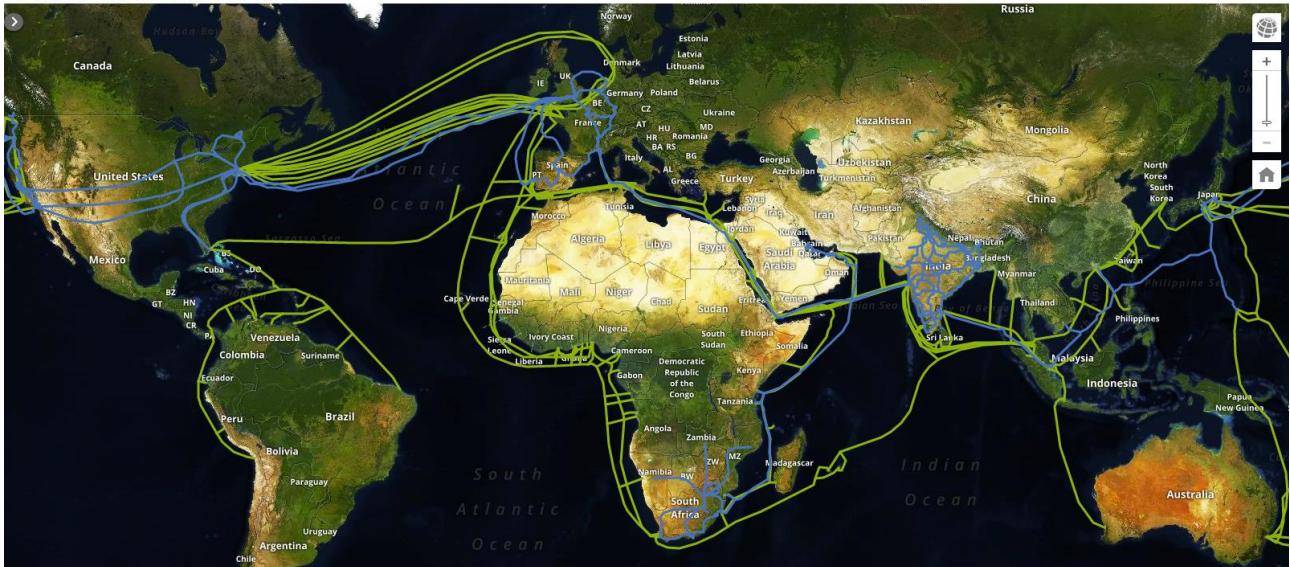 Norway
Russia
Hudson Bay
Canada
Estonia
Latvia
Lithuania
Denmark
UK
IE
Belarus
Germany
Poland
BE
CZ
Ukraine
Kazakhstan
Mongolia
France
AT
HU
MD
HR
Romania
BA RS
Italy
BG
Georgia
Uzbekistan
Azerbaijan
Turkmenistan
North
Korea
South
Korea
Japan
United States
Atlantic
Ocean
Spain
PT
AL
Greece
Turkey
Syria
Lebanon
Iraq
Iran
Afghanistan
China
Tunisia
Morocco
Jordan
Kuwait
Pakistan
Sargasso Sea
Algeria
Libya
Egypt
Saudi
Arabia
Bahrain
Qatar
Nepal
Bhutan
Bangladesh
India
Taiwan
Mexico
BS
Cuba
DO
Oman
Myanmar
Philippine Sea
BZ
GT
HN
NI
CR
PA
Cape Verde
Mauritania
Senegal
Gambia
Mali
Niger
Chad
Sudan
Eritrea
Yemen
Thailand
Philippines
Venezuela
Colombia
Suriname
Sierra
Leone
Ivory Coast
Liberia
Ghana
Nigeria
Cameroon
South
Sudan
Ethiopia
Somalia
Sri Lanka
Malaysia
Ecuador
Gabon
Democratic
Republic
of the
Congo
Kenya
Tanzania
Indonesia
Papua
New Guinea
Peru
Brazil
Angola
Zambia
Bolivia
Namibia
BW
ZW
MZ
Madagascar
South
Atlantic
Ocean
Indian
Ocean
Paraguay
South
Africa
Australia
Uruguay
Argentina
Chile